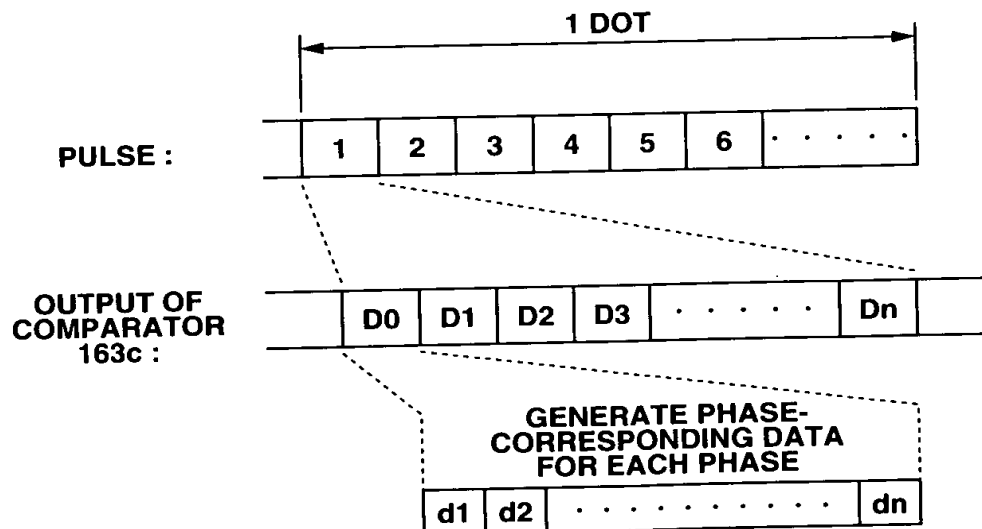 1 DOT
PULSE : 1 2 3 4 5 6 · · · · ·
OUTPUT OF
COMPARATOR
163c :
D0 D1 D2 D3 · · · · · Dn
GENERATE PHASE-
CORRESPONDING DATA
FOR EACH PHASE
d1 d2 · · · · · · · · · · dn